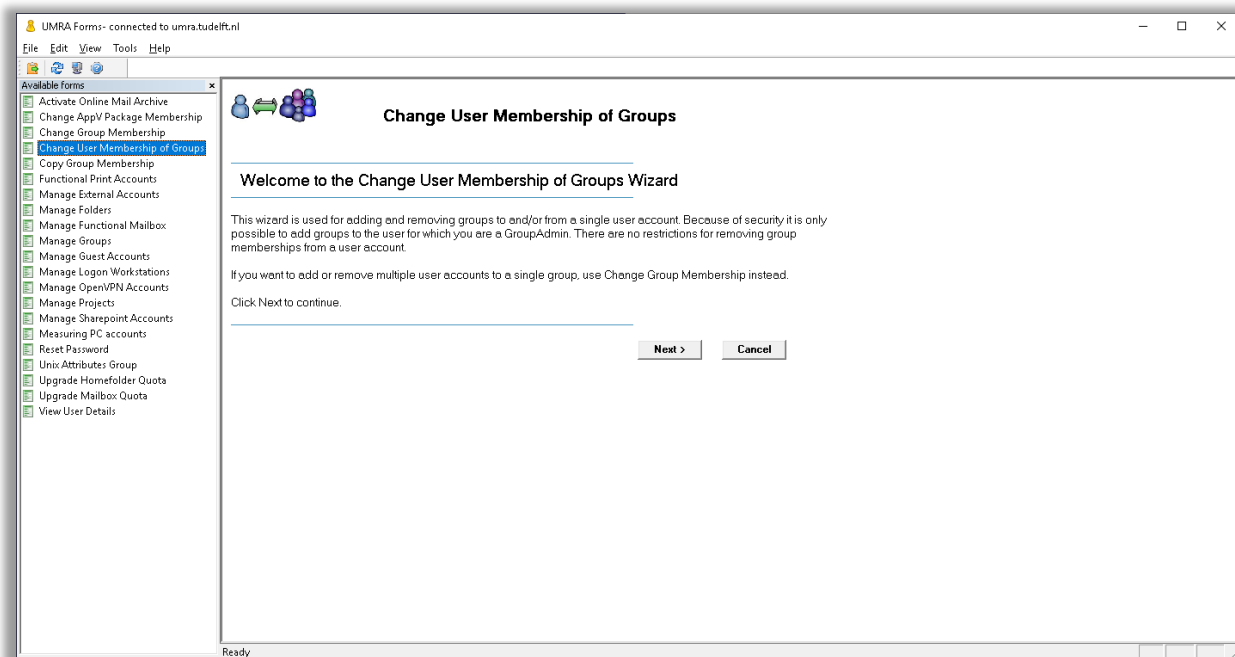 UMRA Forms- connected to umra.tudelft.nl
File Edit View Tools Help
Available forms
Activate Online Mail Archive
Change AppV Package Membership
Change Group Membership
Change User Membership of Groups
Copy Group Membership
Functional Print Accounts
Manage External Accounts
Manage Folders
Manage Functional Mailbox
Manage Groups
Manage Guest Accounts
Manage Logon Workstations
Manage OpenVPN Accounts
Manage Projects
Manage Sharepoint Accounts
Measuring PC accounts
Reset Password
Unix Attributes Group
Upgrade Homefolder Quota
Upgrade Mailbox Quota
View User Details
Change User Membership of Groups
Welcome to the Change User Membership of Groups Wizard
This wizard is used for adding and removing groups to and/or from a single user account. Because of security it is only
possible to add groups to the user for which you are a GroupAdmin. There are no restrictions for removing group
memberships from a user account.
If you want to add or remove multiple user accounts to a single group, use Change Group Membership instead.
Click Next to continue.
Next > Cancel
Ready